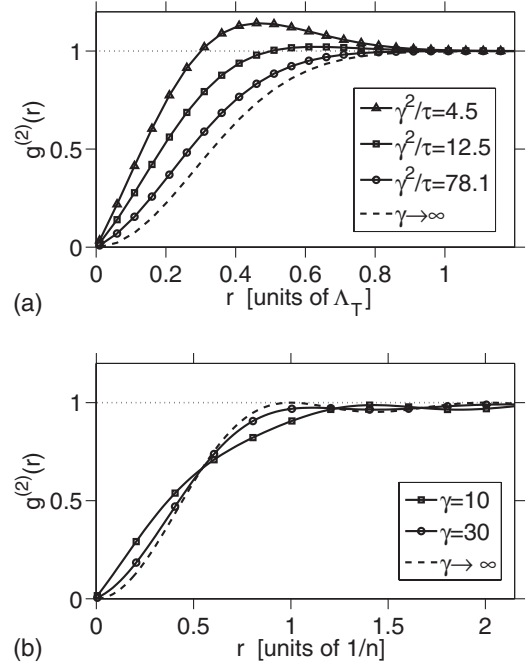 g(2)(r)
1
0.5
0
γ²/τ=4.5
γ²/τ=12.5
γ²/τ=78.1
γ→∞
0 0.2 0.4 0.6 0.8 1
r [units of Λ_T]
(a)
g(2)(r)
1
0.5
0
γ=10
γ=30
γ→ ∞
0 0.5 1 1.5 2
r [units of 1/n]
(b)